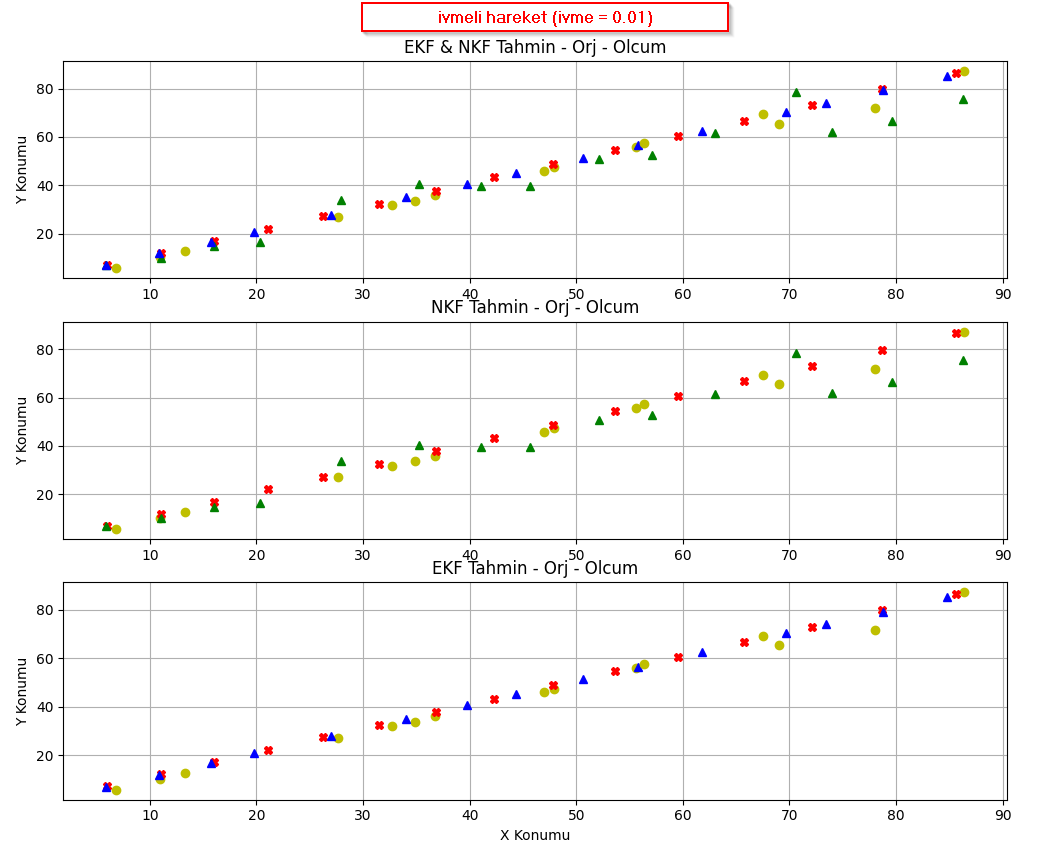 ivmeli hareket (ivme = 0.01)
EKF & NKF Tahmin - Orj - Olcum
Y Konumu
80
60
40
20
10 20 30 40 50 60 70 80 90
NKF Tahmin - Orj - Olcum
Y Konumu
80
60
40
20
10 20 30 40 50 60 70 80 90
EKF Tahmin - Orj - Olcum
Y Konumu
80
60
40
20
10 20 30 40 50 60 70 80 90
X Konumu